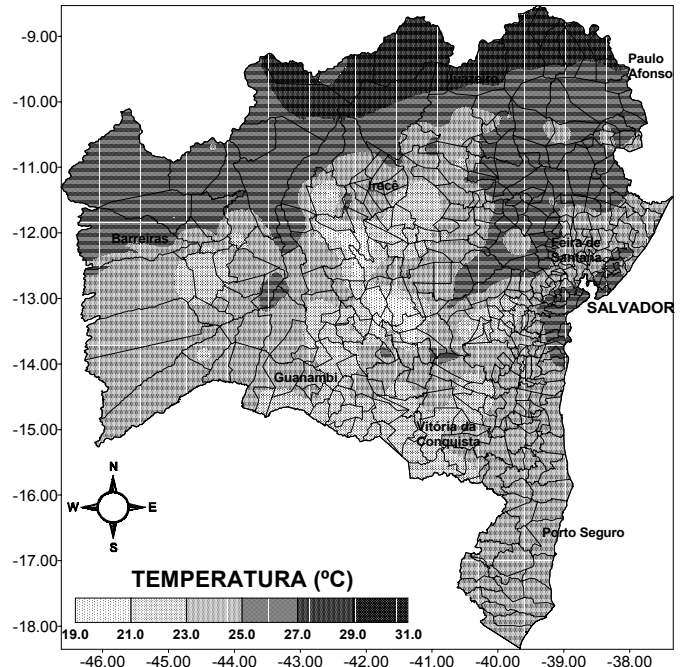 -9.00
Paulo
Afonso
Juazeiro
-10.00
-11.00
Irecê
-12.00
Barreiras
Feira de
Santana
-13.00
SALVADOR
-14.00
Guanambi
-15.00
Vitória da
Conquista
-16.00
N
W
E
S
Porto Seguro
-17.00
TEMPERATURA (ºC)
19.0 21.0 23.0 25.0 27.0 29.0 31.0
-18.00
-46.00 -45.00 -44.00 -43.00 -42.00 -41.00 -40.00 -39.00 -38.00